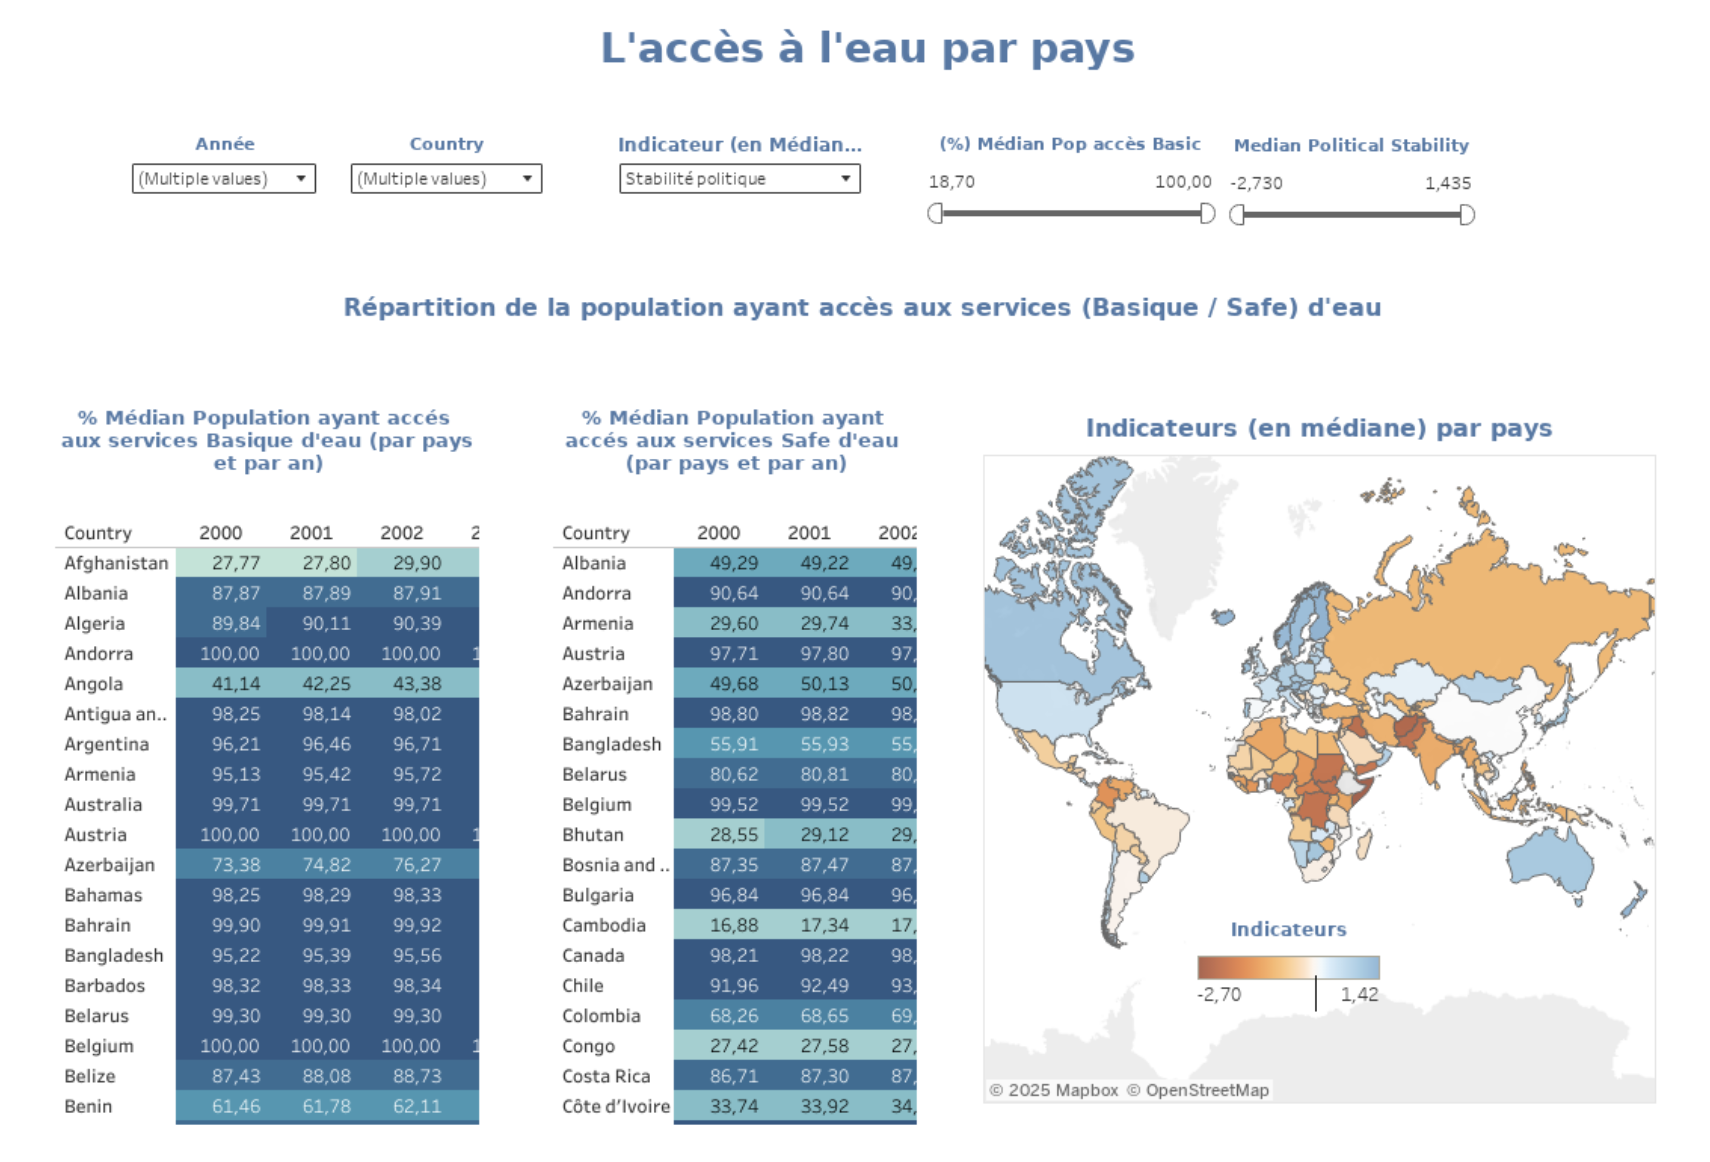 L'accès à l'eau par pays
Année
Country
Indicateur (en Médian...
(%) Médian Pop accès Basic
Median Political Stability
(Multiple values)
(Multiple values)
Stabilité politique
18,70 100,00
-2,730 1,435
Répartition de la population ayant accès aux services (Basique / Safe) d'eau
% Médian Population ayant accés
aux services Basique d'eau (par pays
et par an)
Country 2000 2001 2002 2
Afghanistan 27,77 27,80 29,90
Albania 87,87 87,89 87,91
Algeria 89,84 90,11 90,39
Andorra 100,00 100,00 100,00 1
Angola 41,14 42,25 43,38
Antigua an.. 98,25 98,14 98,02
Argentina 96,21 96,46 96,71
Armenia 95,13 95,42 95,72
Australia 99,71 99,71 99,71
Austria 100,00 100,00 100,00 1
Azerbaijan 73,38 74,82 76,27
Bahamas 98,25 98,29 98,33
Bahrain 99,90 99,91 99,92
Bangladesh 95,22 95,39 95,56
Barbados 98,32 98,33 98,34
Belarus 99,30 99,30 99,30
Belgium 100,00 100,00 100,00 1
Belize 87,43 88,08 88,73
Benin 61,46 61,78 62,11
% Médian Population ayant
accés aux services Safe d'eau
(par pays et par an)
Country 2000 2001 2002
Albania 49,29 49,22 49,
Andorra 90,64 90,64 90,
Armenia 29,60 29,74 33,
Austria 97,71 97,80 97,
Azerbaijan 49,68 50,13 50,
Bahrain 98,80 98,82 98,
Bangladesh 55,91 55,93 55,
Belarus 80,62 80,81 80,
Belgium 99,52 99,52 99,
Bhutan 28,55 29,12 29,
Bosnia and .. 87,35 87,47 87,
Bulgaria 96,84 96,84 96,
Cambodia 16,88 17,34 17,
Canada 98,21 98,22 98,
Chile 91,96 92,49 93,
Colombia 68,26 68,65 69,
Congo 27,42 27,58 27,
Costa Rica 86,71 87,30 87,
Côte d'Ivoire 33,74 33,92 34,
Indicateurs (en médiane) par pays
Indicateurs
-2,70 1,42
© 2025 Mapbox © OpenStreetMap